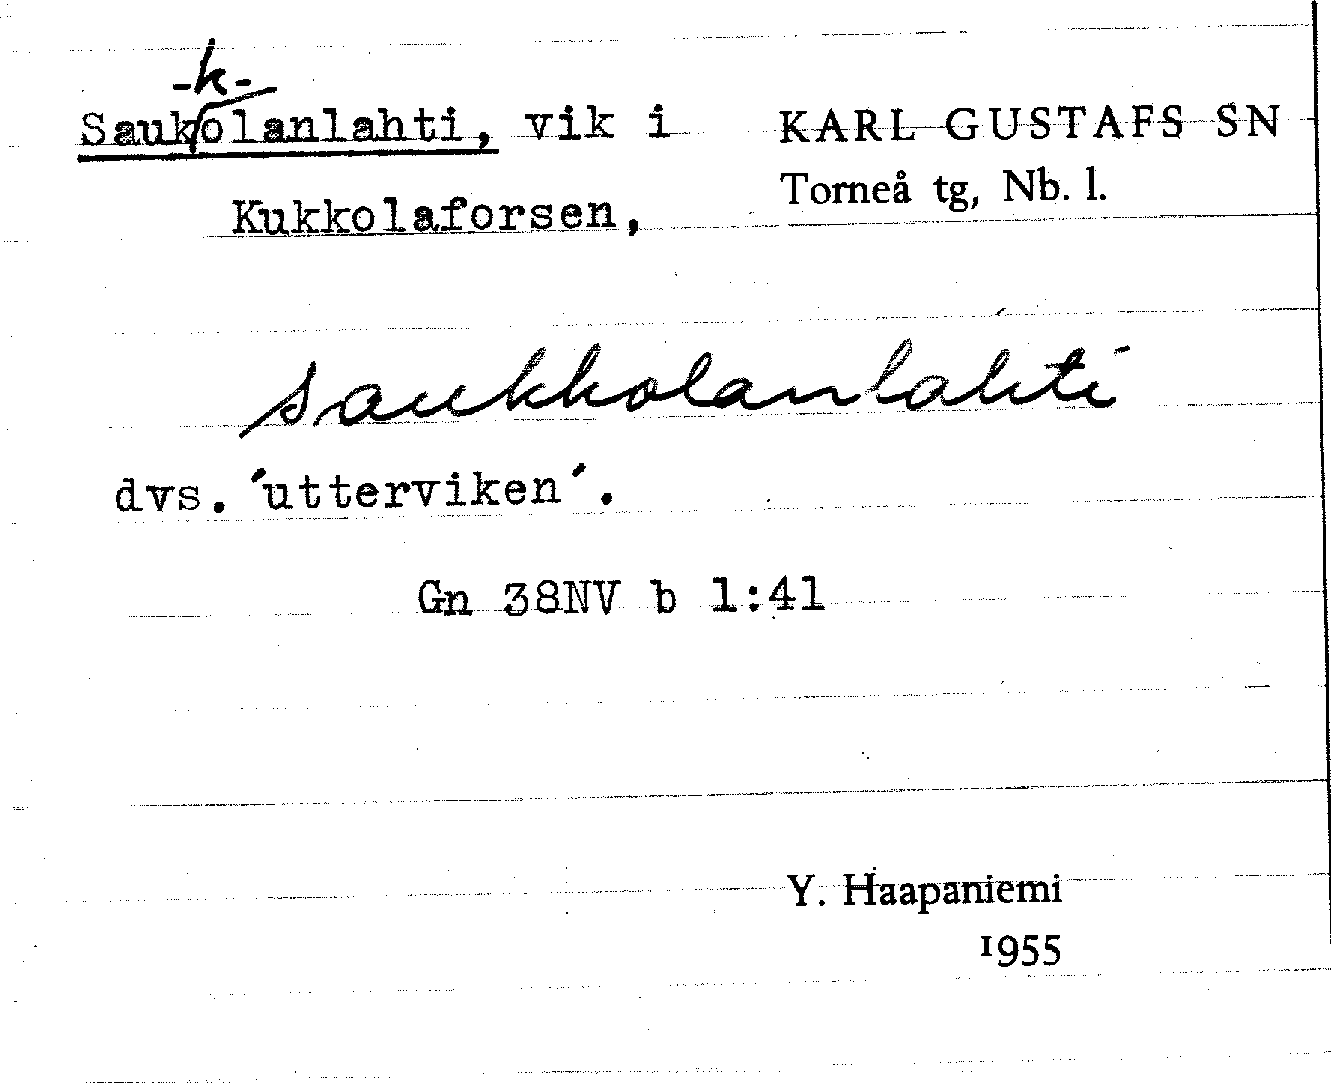 -k-
Saukolanlahti, vik i
Kukkolaforsen,
KARL GUSTAFS SN
Torneå tg, Nb. l.
saukkolanlahti
dvs. ´utterviken´.
Gn 38NV b 1:41
Y. Haapaniemi
1955